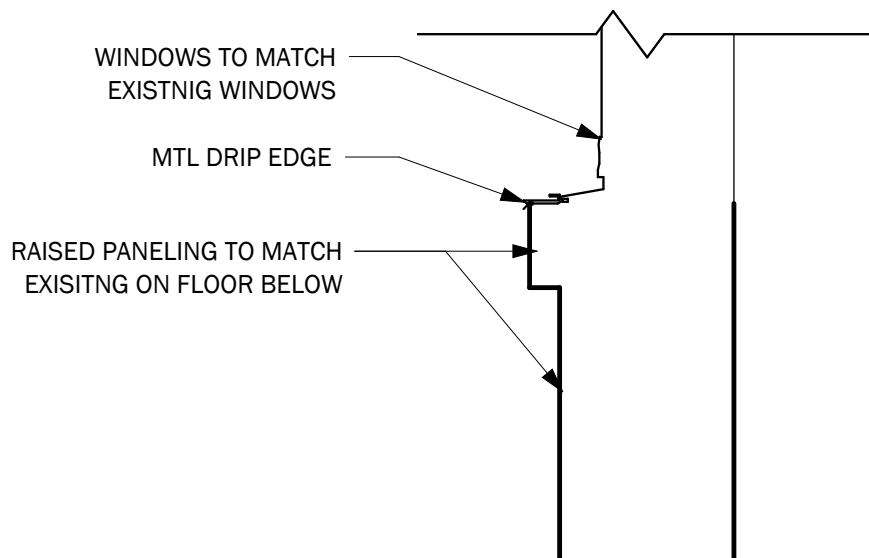 WINDOWS TO MATCH
EXISTNIG WINDOWS
MTL DRIP EDGE
RAISED PANELING TO MATCH
EXISITNG ON FLOOR BELOW